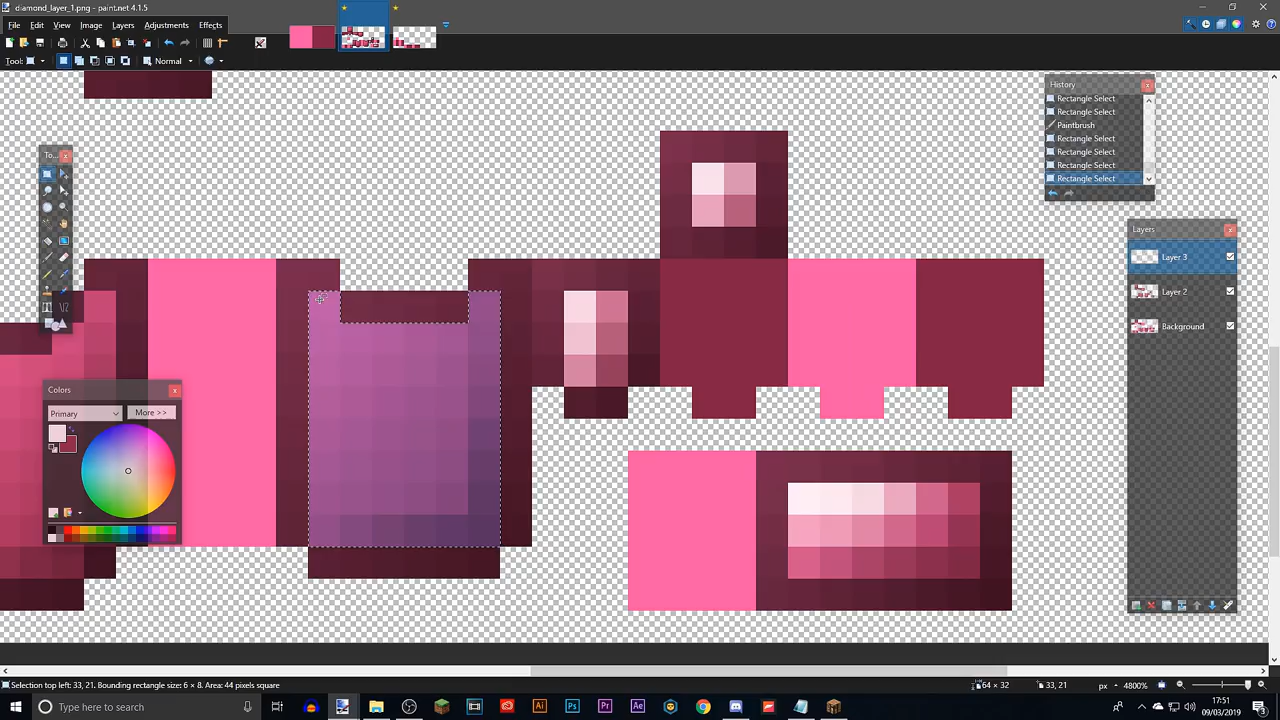 diamond_layer_1.png - paint.net 4.1.5
File Edit View Image Layers Adjustments Effects
Tool: Normal
To...
History
Rectangle Select
Rectangle Select
Paintbrush
Rectangle Select
Rectangle Select
Rectangle Select
Rectangle Select
Layers
Layer 3
Layer 2
Background
Colors
Primary More >>
Selection top left: 33, 21. Bounding rectangle size: 6 × 8. Area: 44 pixels square 64 × 32 33, 21 px 4800%
Type here to search
17:51
09/03/2019